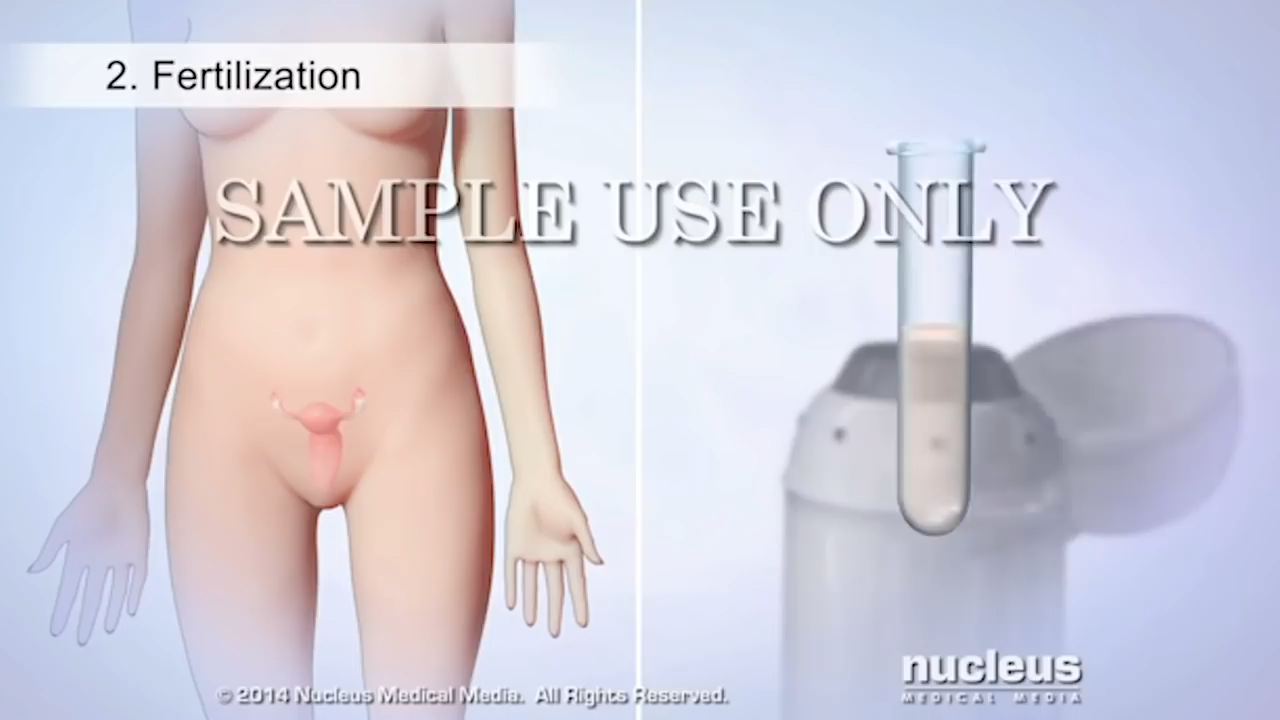 2. Fertilization
SAMPLE USE ONLY
nucleus
MEDICAL MEDIA
© 2014 Nucleus Medical Media. All Rights Reserved.